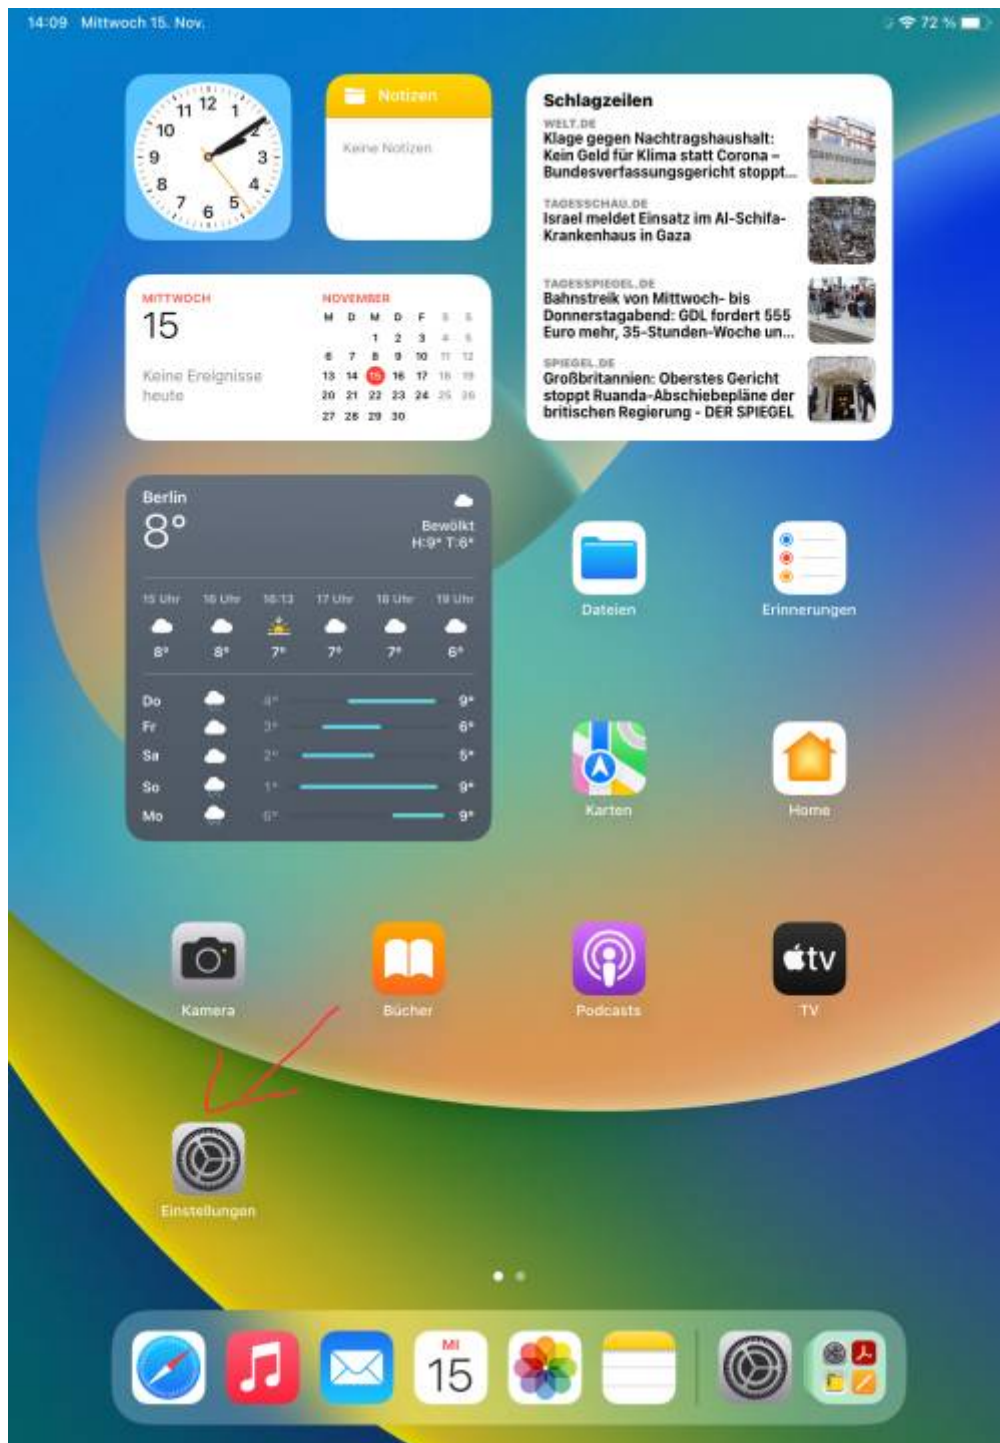 14:09 Mittwoch 15. Nov.
72 %
11 12 1
10 2
9 3
8 4
7 6 5
Notizen
Keine Notizen
Schlagzeilen
WELT.DE
Klage gegen Nachtragshaushalt:
Kein Geld für Klima statt Corona –
Bundesverfassungsgericht stoppt...
TAGESSCHAU.DE
Israel meldet Einsatz im Al-Schifa-
Krankenhaus in Gaza
TAGESSPIEGEL.DE
Bahnstreik von Mittwoch- bis
Donnerstagabend: GDL fordert 555
Euro mehr, 35-Stunden-Woche un...
SPIEGEL.DE
Großbritannien: Oberstes Gericht
stoppt Ruanda-Abschiebepläne der
britischen Regierung - DER SPIEGEL
MITTWOCH
15
Keine Ereignisse
heute
NOVEMBER
M D M D F S S
1 2 3 4 5
6 7 8 9 10 11 12
13 14 15 16 17 18 19
20 21 22 23 24 25 26
27 28 29 30
Berlin
8°
Bewölkt
H:9° T:6°
15 Uhr 16 Uhr 16:13 17 Uhr 18 Uhr 19 Uhr
8° 8° 7° 7° 7° 6°
Do 9°
Fr 3° 6°
Sa 2° 5°
So 1° 9°
Mo 6° 9°
Dateien
Erinnerungen
Karten
Home
Kamera
Bücher
Podcasts
tv
TV
Einstellungen
MI
15